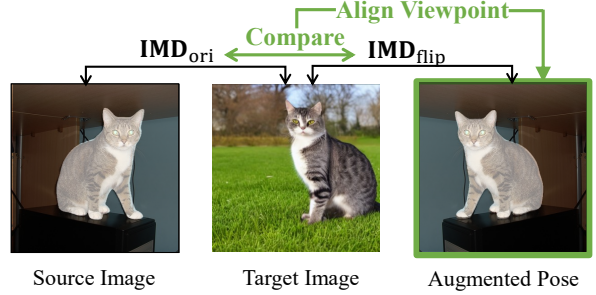 Align Viewpoint
Compare
IMD_ori
IMD_flip
Source Image
Target Image
Augmented Pose